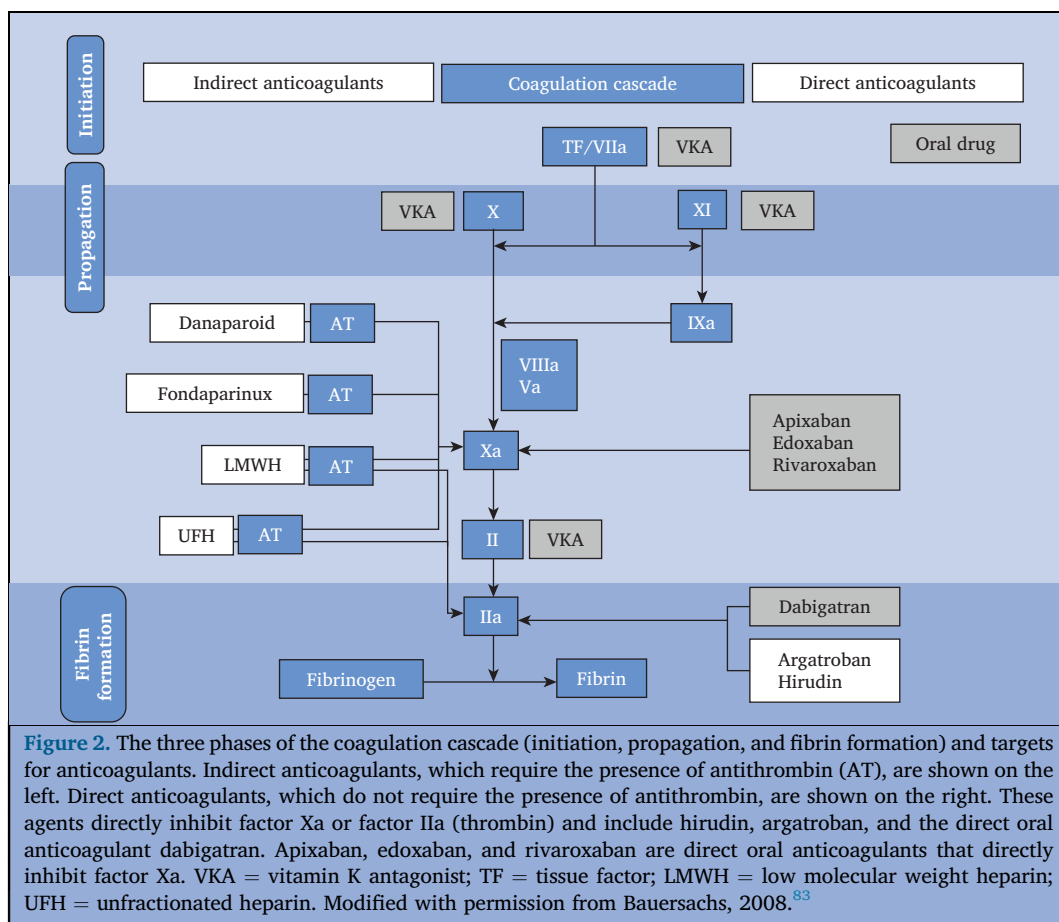 Initiation
Indirect anticoagulants
Coagulation cascade
Direct anticoagulants
TF/VIIa
VKA
Oral drug
Propagation
VKA
X
XI
VKA
Danaparoid
AT
IXa
Fondaparinux
AT
VIIIa
Va
LMWH
AT
Xa
Apixaban
Edoxaban
Rivaroxaban
UFH
AT
II
VKA
Fibrin
formation
IIa
Dabigatran
Fibrinogen
Fibrin
Argatroban
Hirudin
Figure 2. The three phases of the coagulation cascade (initiation, propagation, and fibrin formation) and targets
for anticoagulants. Indirect anticoagulants, which require the presence of antithrombin (AT), are shown on the
left. Direct anticoagulants, which do not require the presence of antithrombin, are shown on the right. These
agents directly inhibit factor Xa or factor IIa (thrombin) and include hirudin, argatroban, and the direct oral
anticoagulant dabigatran. Apixaban, edoxaban, and rivaroxaban are direct oral anticoagulants that directly
inhibit factor Xa. VKA = vitamin K antagonist; TF = tissue factor; LMWH = low molecular weight heparin;
UFH = unfractionated heparin. Modified with permission from Bauersachs, 2008.83